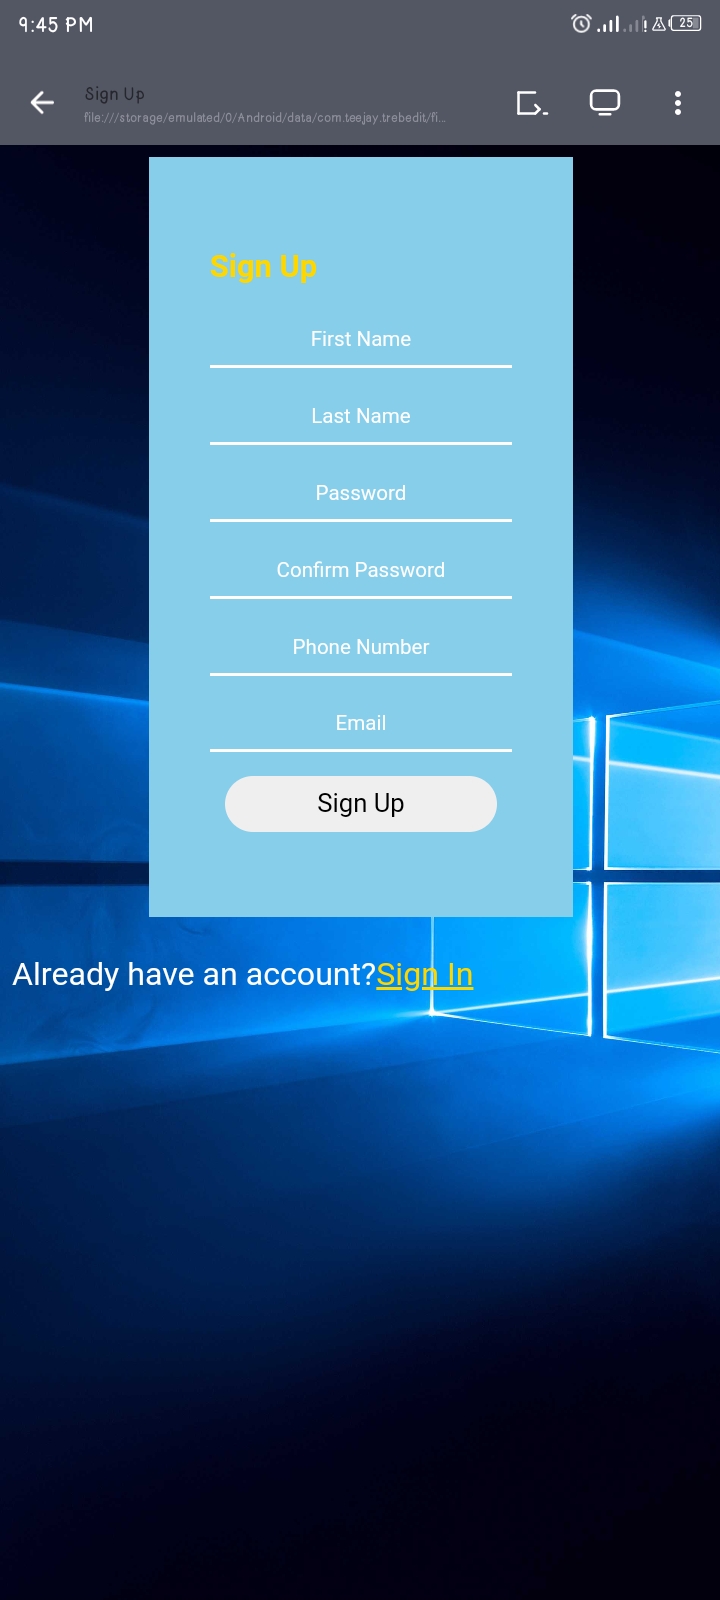 9:45 PM
25
Sign Up
file:///storage/emulated/0/Android/data/com.teejay.trebedit/fi...
Sign Up
First Name
Last Name
Password
Confirm Password
Phone Number
Email
Sign Up
Already have an account?Sign In